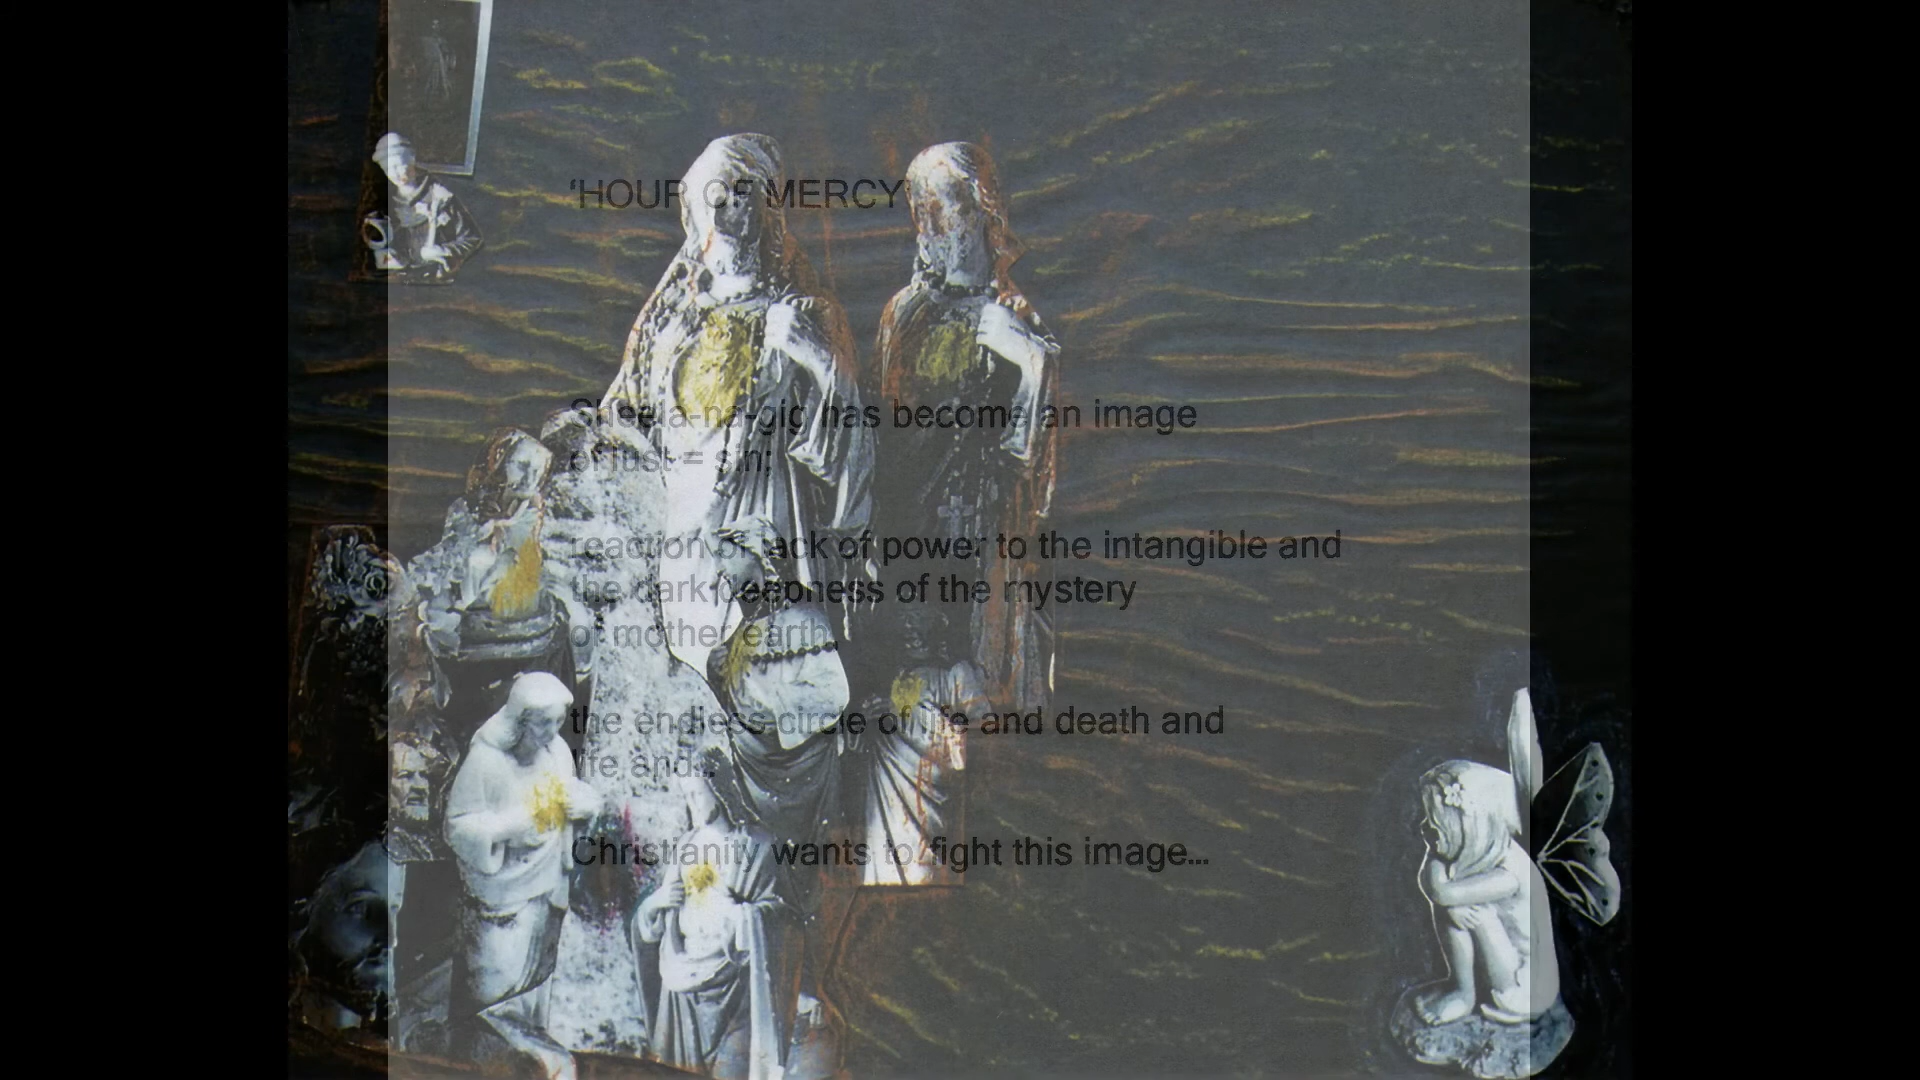 ‘HOUR OF MERCY
Sheela-na-gig has become an image
of lust = sin;
reaction of lack of power to the intangible and
the dark deepness of the mystery
of mother earth,
the endless circle of life and death and
life and...
Christianity wants to fight this image...